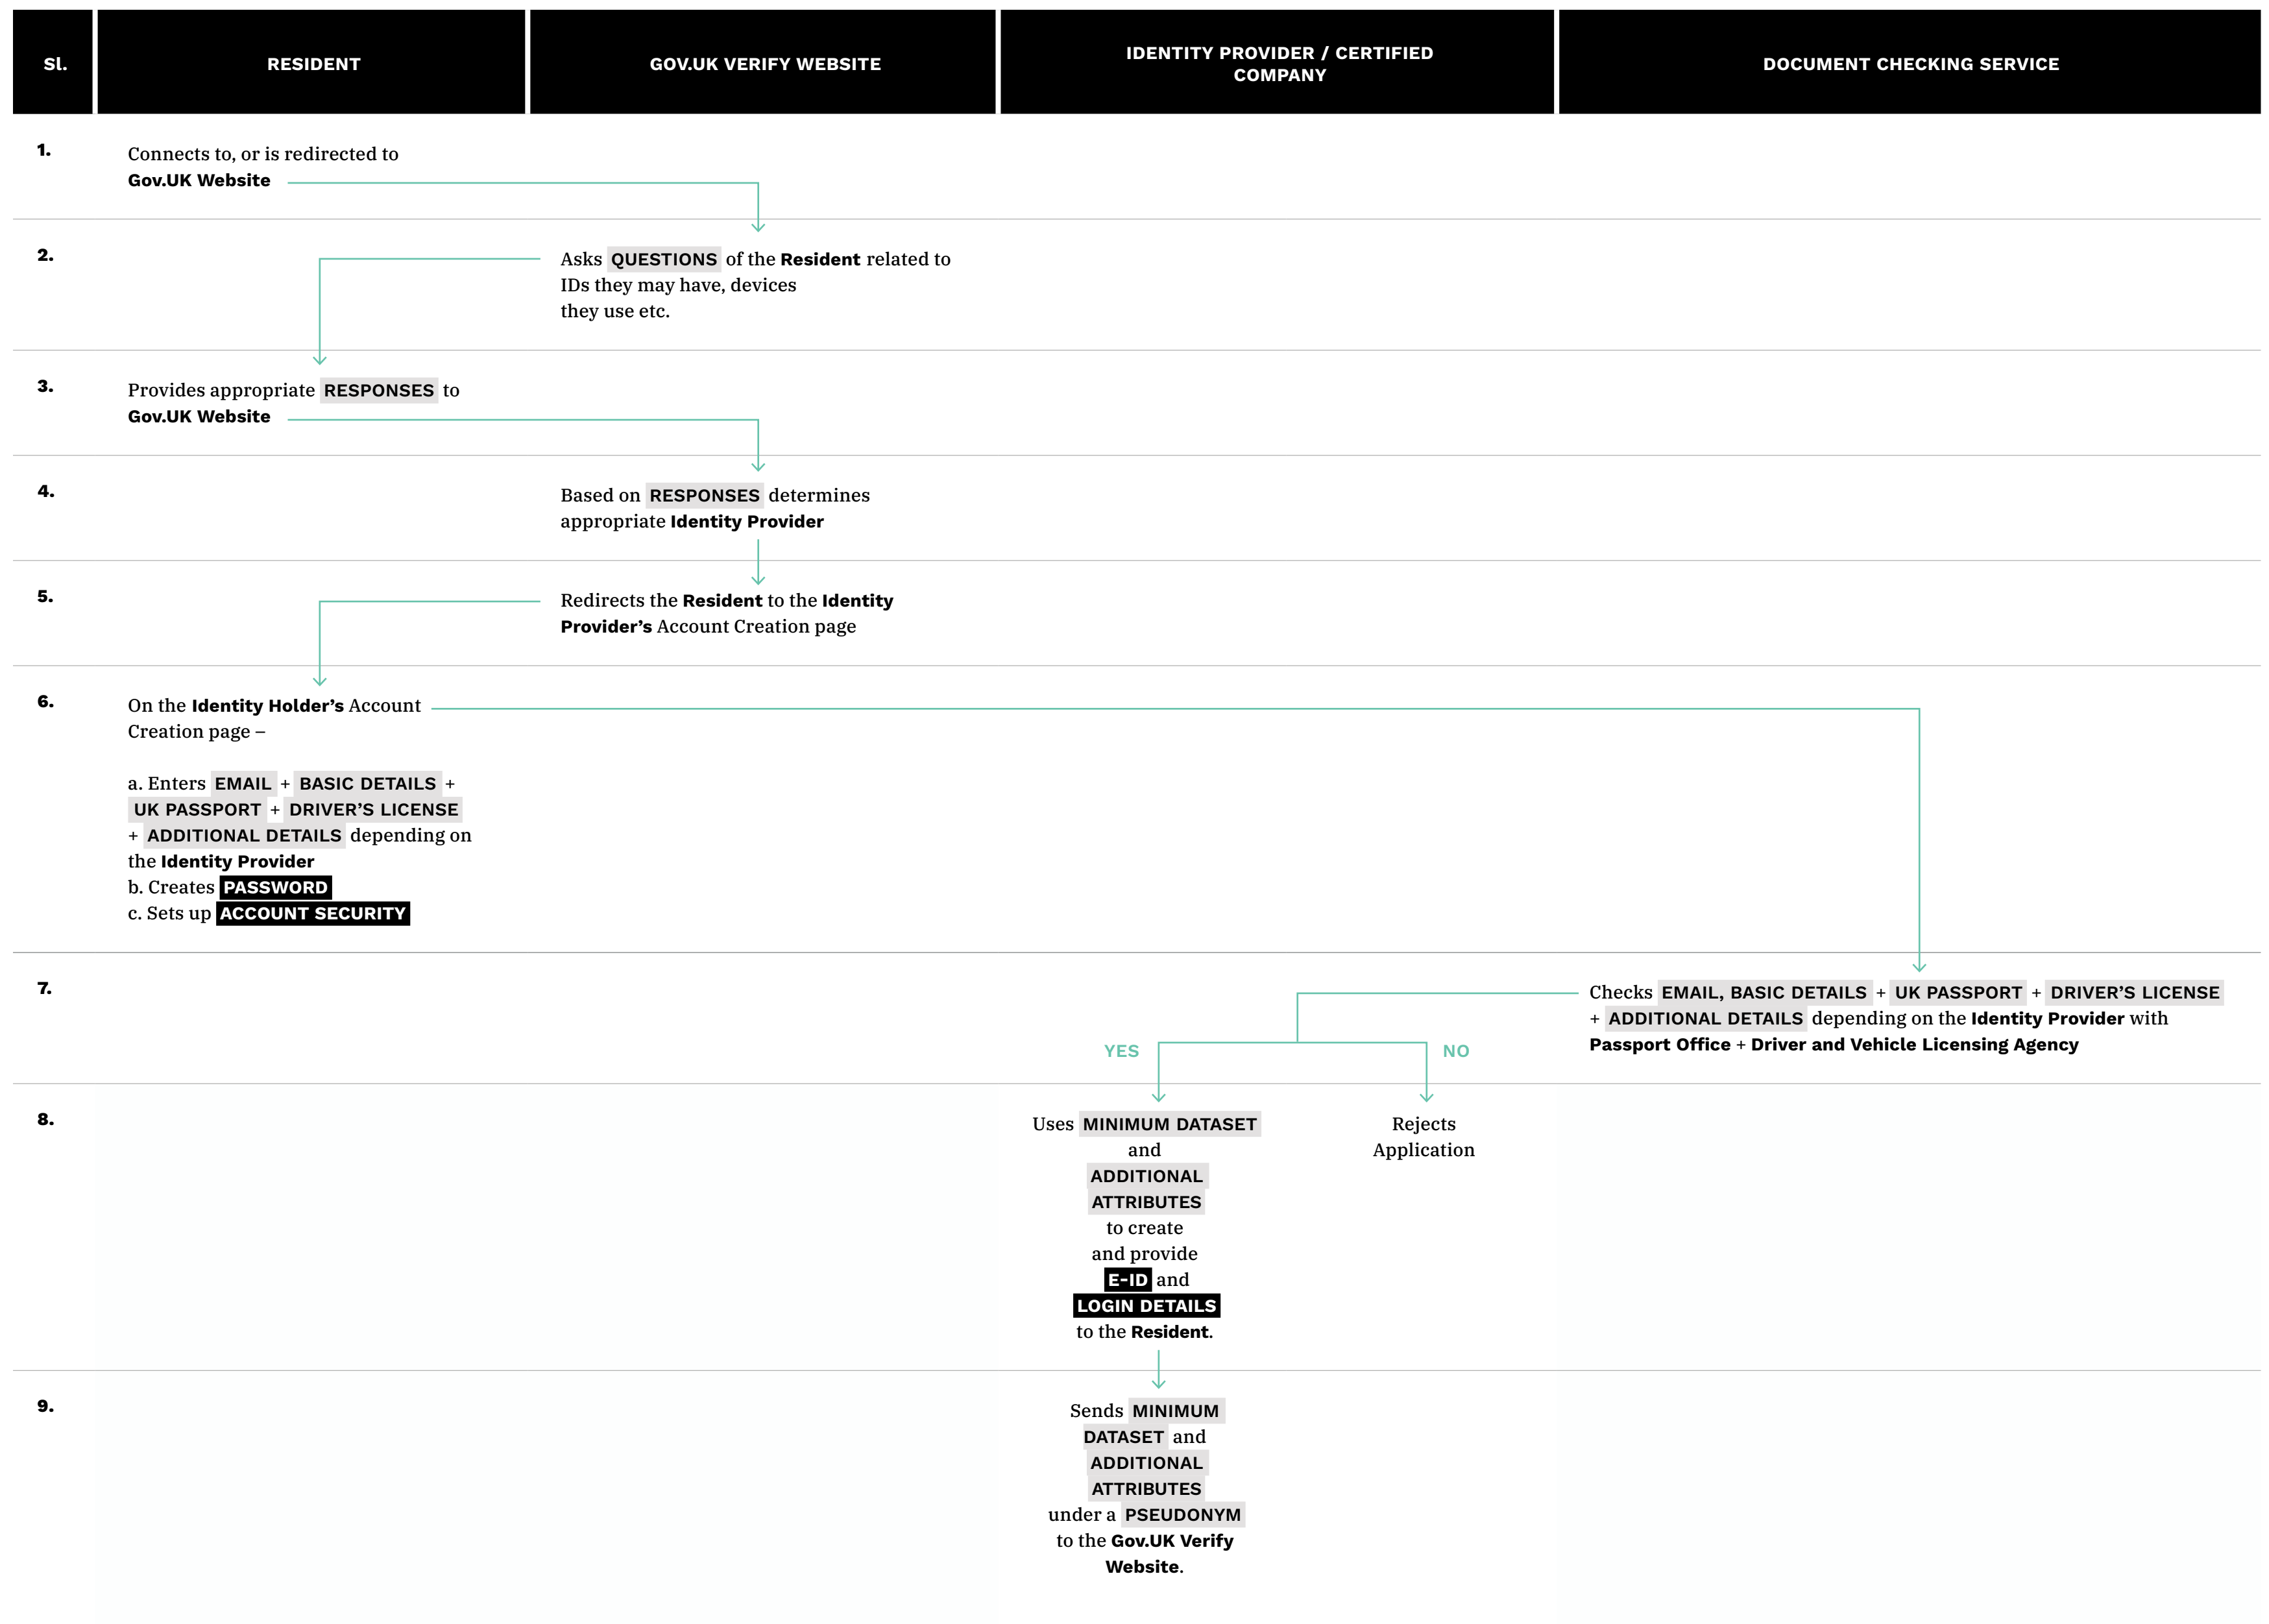 Sl.
RESIDENT
GOV.UK VERIFY WEBSITE
IDENTITY PROVIDER / CERTIFIED
COMPANY
DOCUMENT CHECKING SERVICE
1.
Connects to, or is redirected to
Gov.UK Website
2.
Asks QUESTIONS of the Resident related to
IDs they may have, devices
they use etc.
3.
Provides appropriate RESPONSES to
Gov.UK Website
4.
Based on RESPONSES determines
appropriate Identity Provider
5.
Redirects the Resident to the Identity
Provider’s Account Creation page
6.
On the Identity Holder’s Account
Creation page –
a. Enters EMAIL + BASIC DETAILS +
UK PASSPORT + DRIVER’S LICENSE
+ ADDITIONAL DETAILS depending on
the Identity Provider
b. Creates PASSWORD
c. Sets up ACCOUNT SECURITY
7.
Checks EMAIL, BASIC DETAILS + UK PASSPORT + DRIVER’S LICENSE
+ ADDITIONAL DETAILS depending on the Identity Provider with
Passport Office + Driver and Vehicle Licensing Agency
YES
NO
8.
Uses MINIMUM DATASET
and
ADDITIONAL
ATTRIBUTES
to create
and provide
E-ID and
LOGIN DETAILS
to the Resident.
Rejects
Application
9.
Sends MINIMUM
DATASET and
ADDITIONAL
ATTRIBUTES
under a PSEUDONYM
to the Gov.UK Verify
Website.